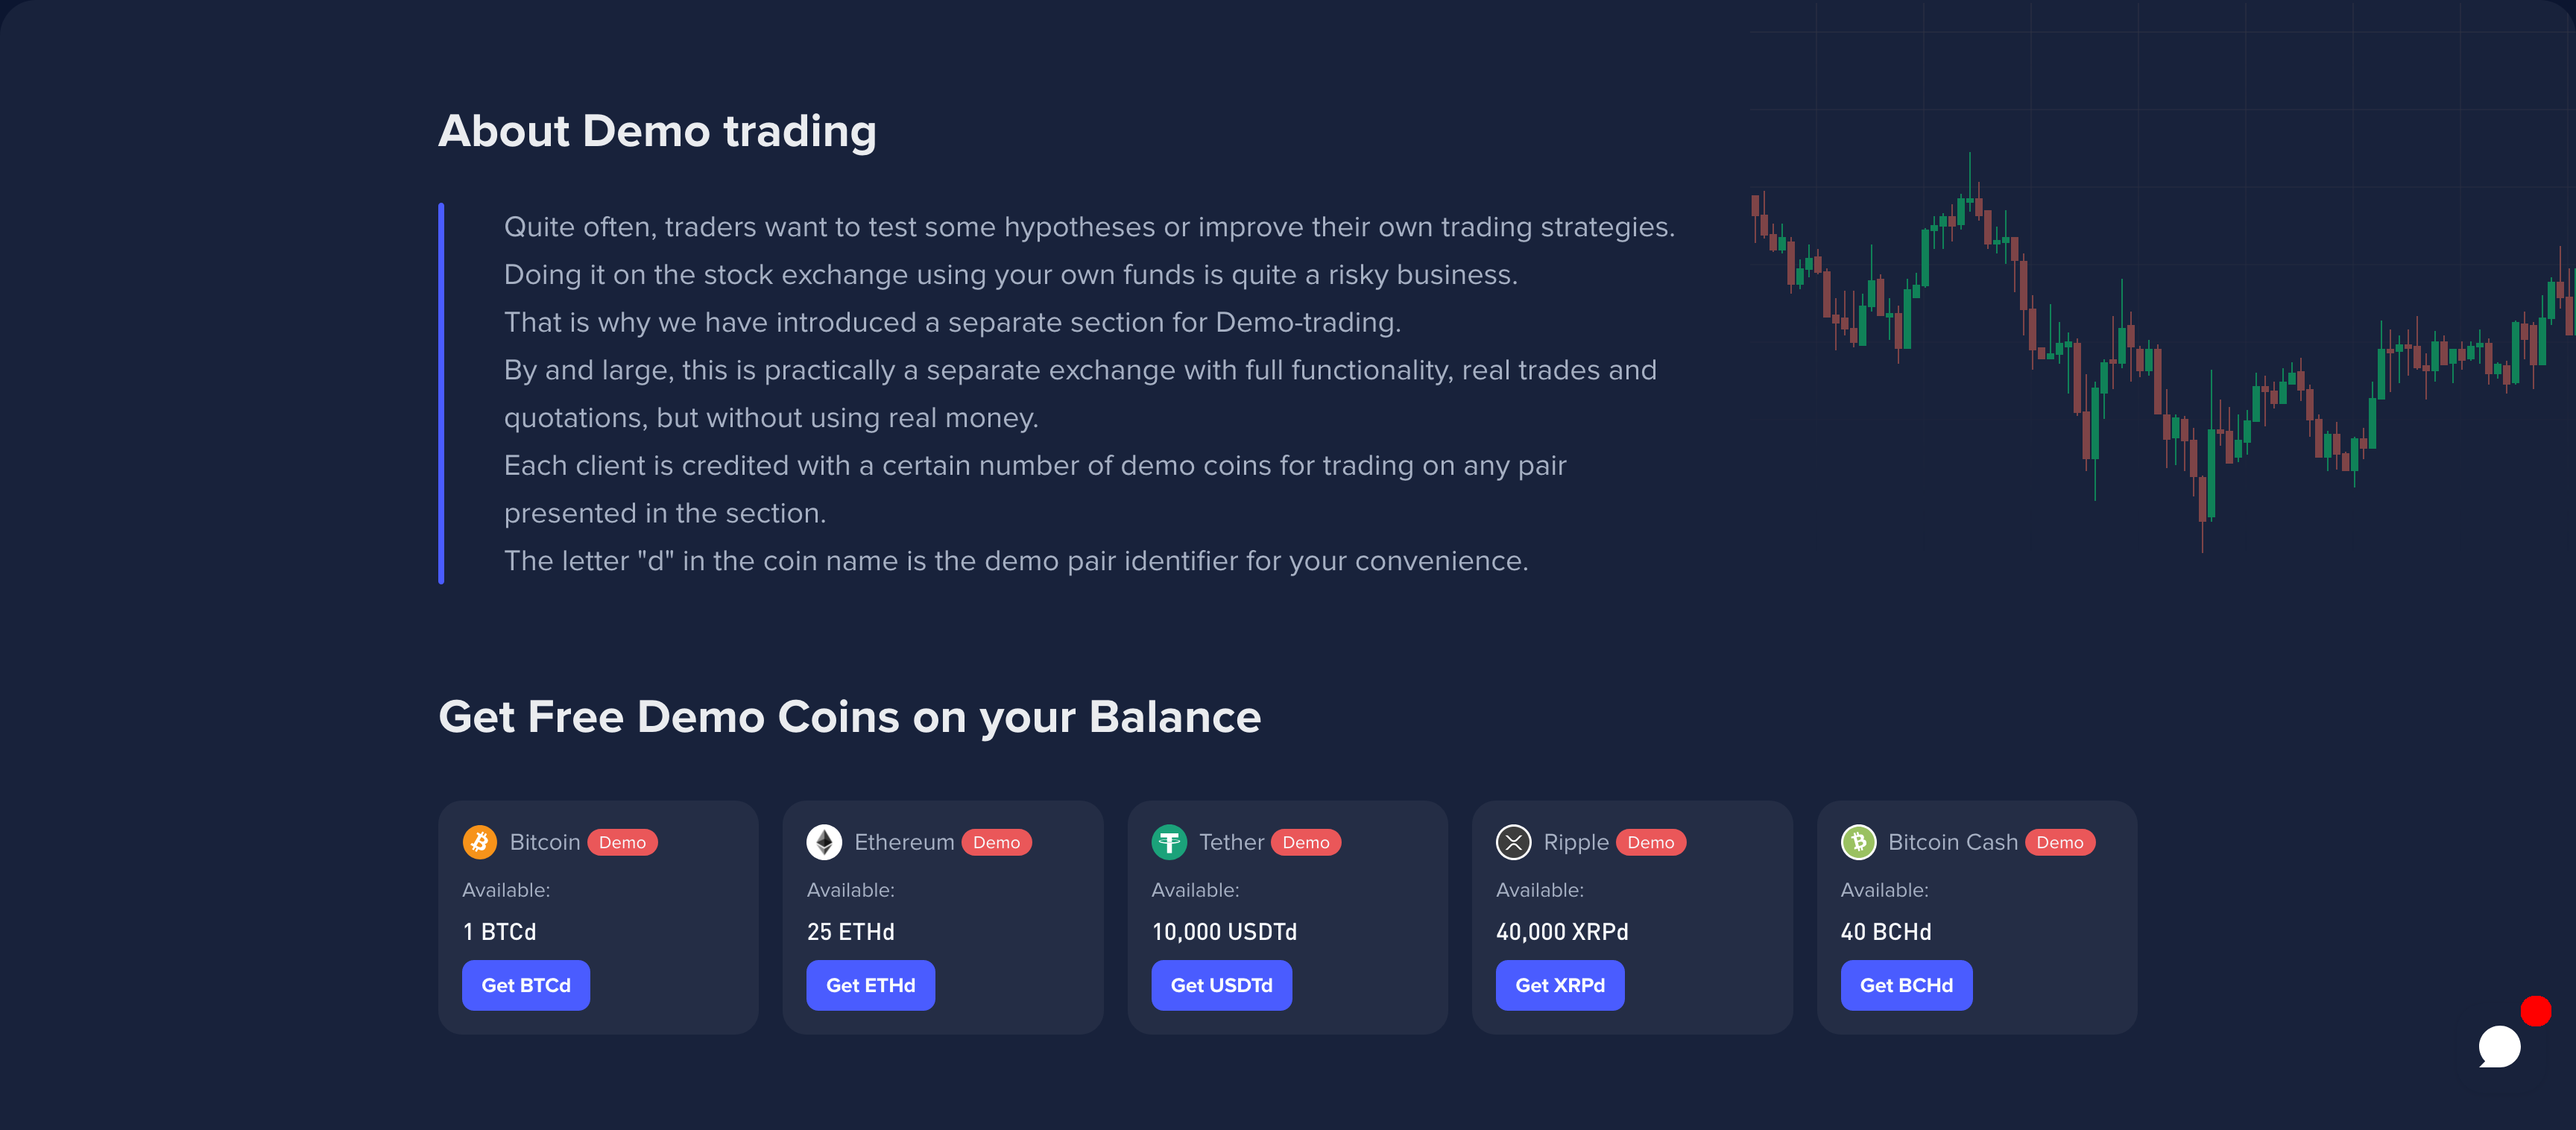 About Demo trading
Quite often, traders want to test some hypotheses or improve their own trading strategies.
Doing it on the stock exchange using your own funds is quite a risky business.
That is why we have introduced a separate section for Demo-trading.
By and large, this is practically a separate exchange with full functionality, real trades and
quotations, but without using real money.
Each client is credited with a certain number of demo coins for trading on any pair
presented in the section.
The letter "d" in the coin name is the demo pair identifier for your convenience.
Get Free Demo Coins on your Balance
Bitcoin Demo
Available:
1 BTCd
Get BTCd
Ethereum Demo
Available:
25 ETHd
Get ETHd
Tether Demo
Available:
10,000 USDTd
Get USDTd
Ripple Demo
Available:
40,000 XRPd
Get XRPd
Bitcoin Cash Demo
Available:
40 BCHd
Get BCHd